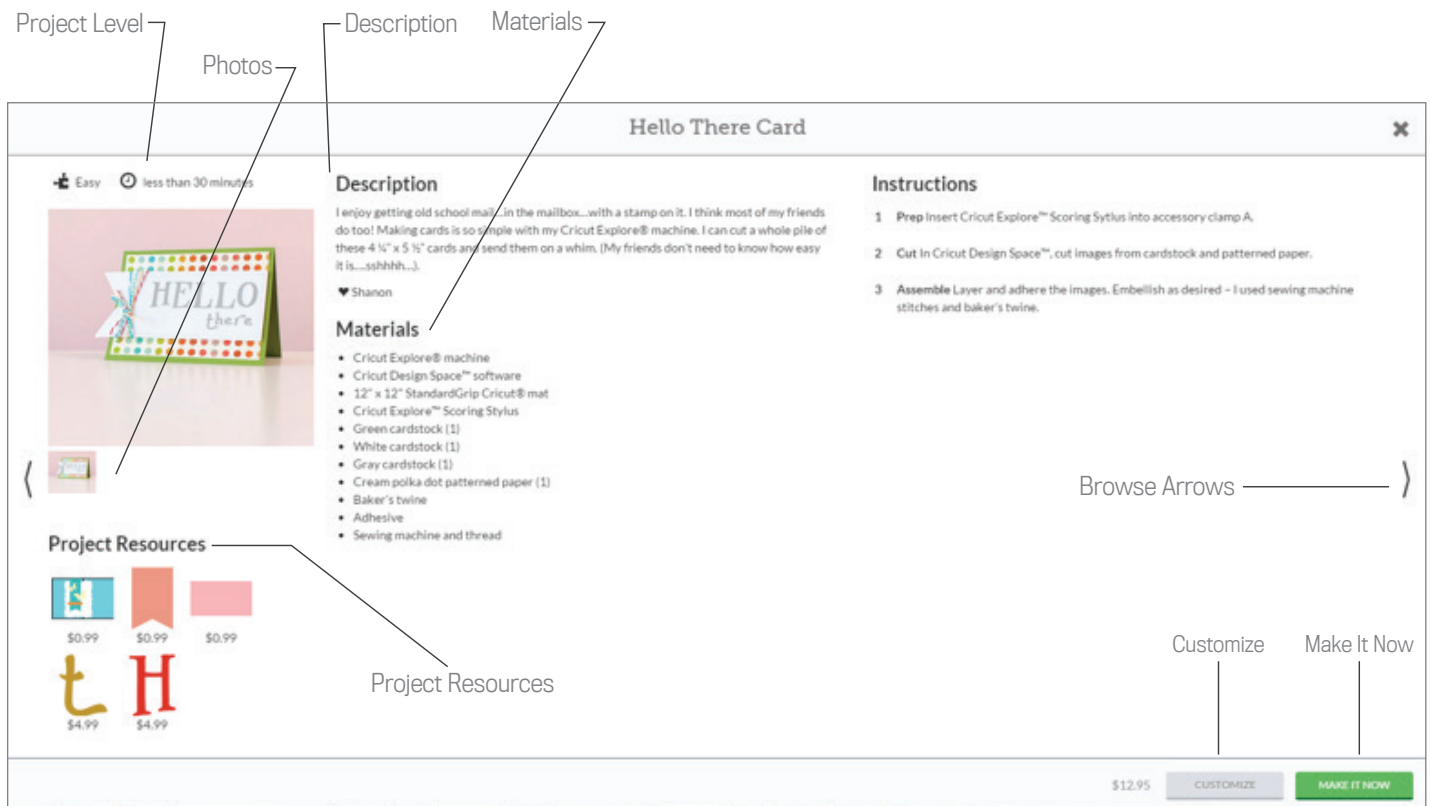 Project Level
Description
Materials
Photos
Hello There Card
Easy
less than 30 minutes
HELLO
there
Description
I enjoy getting old school mail...in the mailbox...with a stamp on it. I think most of my friends
do too! Making cards is so simple with my Cricut Explore® machine. I can cut a whole pile of
these 4 ¼" x 5 ½" cards and send them on a whim. (My friends don't need to know how easy
it is....sshhhh...).
♥ Shanon
Materials
• Cricut Explore® machine
• Cricut Design Space™ software
• 12" x 12" StandardGrip Cricut® mat
• Cricut Explore™ Scoring Stylus
• Green cardstock (1)
• White cardstock (1)
• Gray cardstock (1)
• Cream polka dot patterned paper (1)
• Baker's twine
• Adhesive
• Sewing machine and thread
Instructions
1 Prep Insert Cricut Explore™ Scoring Sytlus into accessory clamp A.
2 Cut In Cricut Design Space™, cut images from cardstock and patterned paper.
3 Assemble Layer and adhere the images. Embellish as desired – I used sewing machine
stitches and baker's twine.
Browse Arrows
Project Resources
$0.99
$0.99
$0.99
t
H
$4.99
$4.99
Project Resources
Customize
Make It Now
$12.95
CUSTOMIZE
MAKE IT NOW